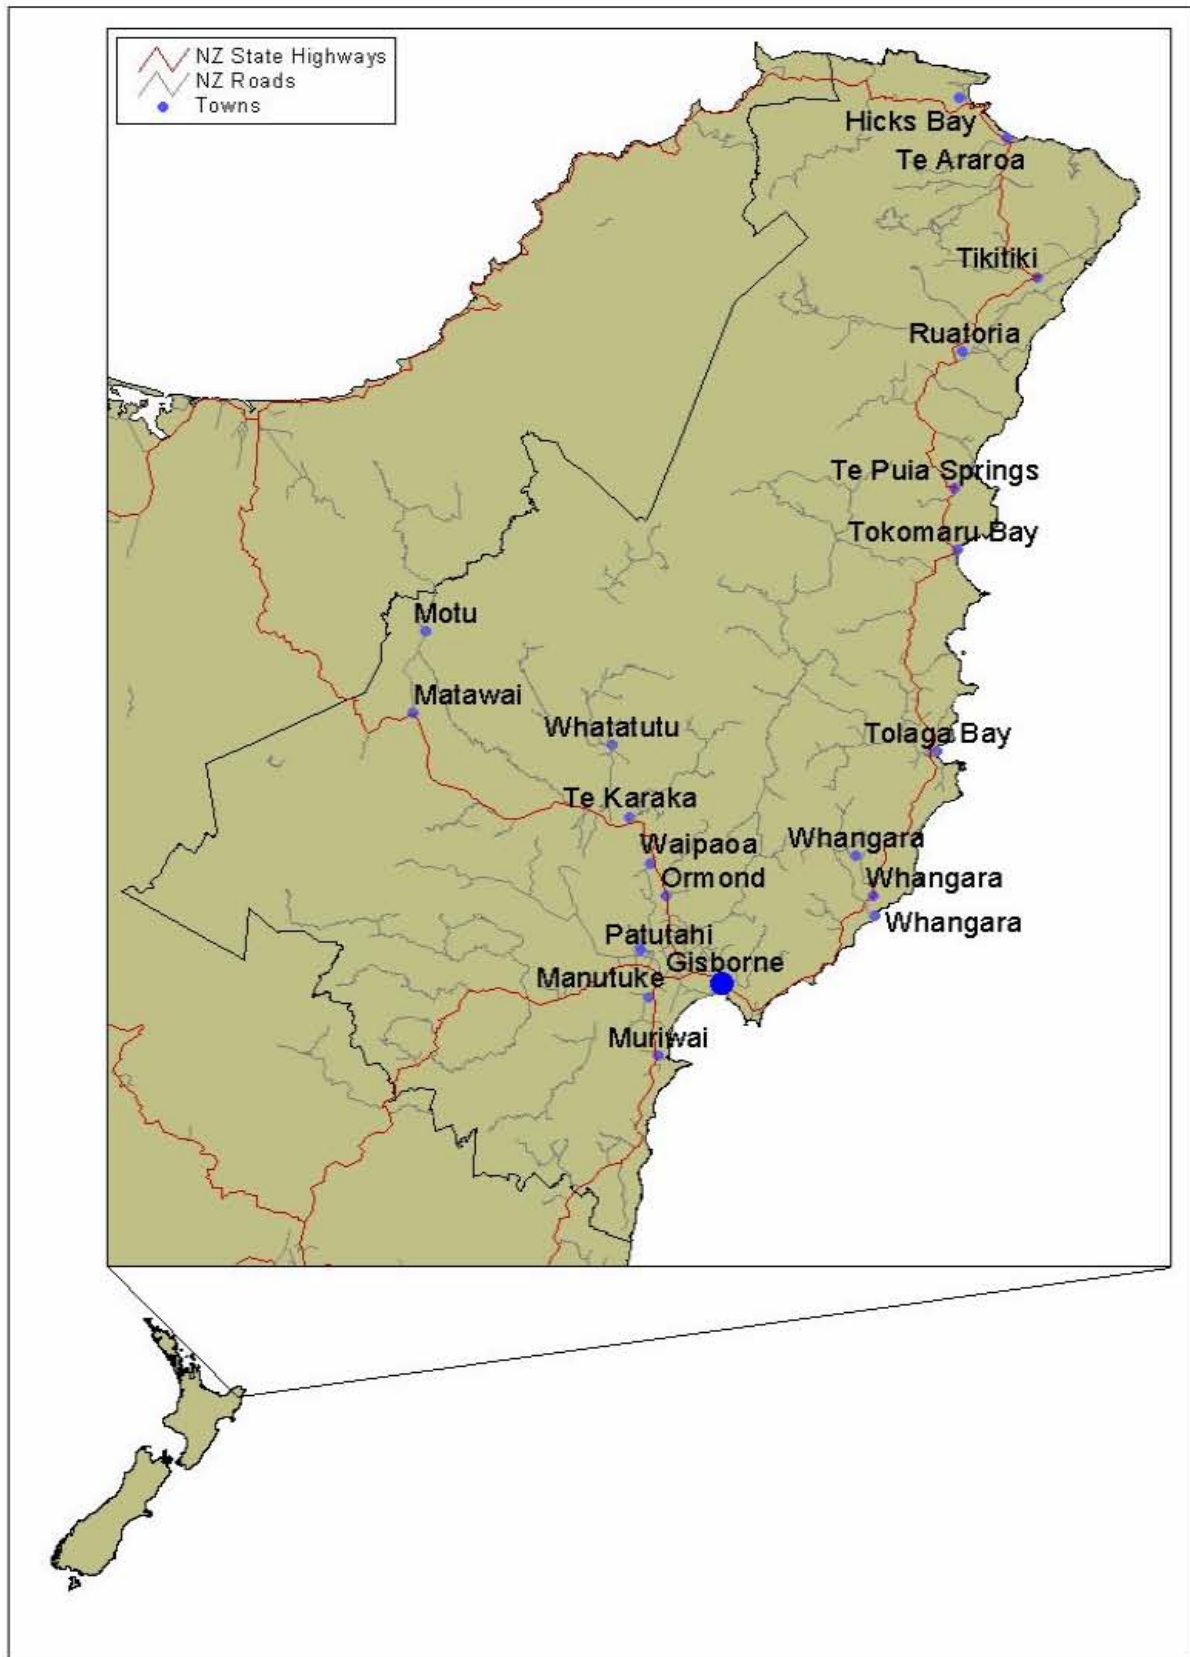 NZ State Highways
NZ Roads
Towns
Hicks Bay
Te Araroa
Tikitiki
Ruatoria
Te Puia Springs
Tokomaru Bay
Motu
Matawai
Whatatutu
Tolaga Bay
Te Karaka
Waipaoa
Whangara
Ormond
Whangara
Whangara
Patutahi
Gisborne
Manutuke
Muriwai